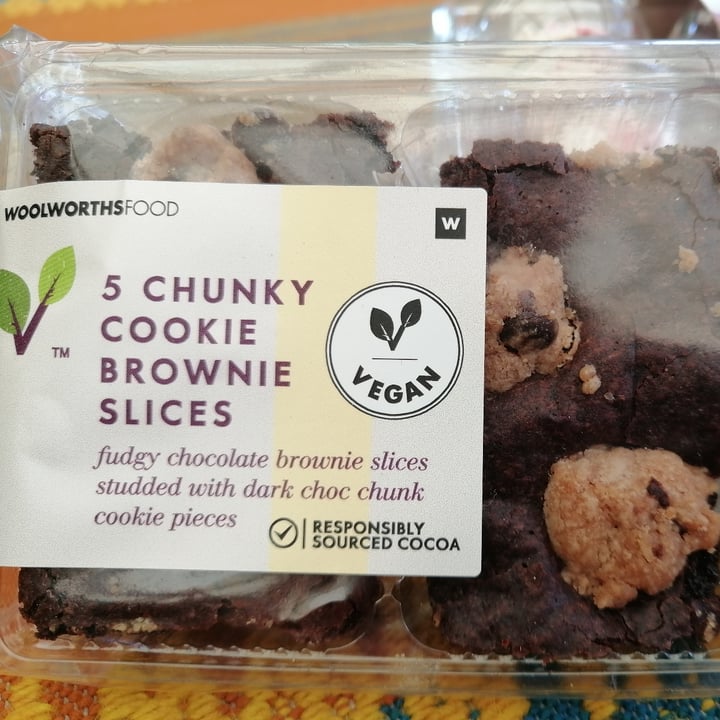 WOOLWORTHSFOOD
W
TM
5 CHUNKY
COOKIE
BROWNIE
SLICES
VEGAN
fudgy chocolate brownie slices
studded with dark choc chunk
cookie pieces
RESPONSIBLY
SOURCED COCOA